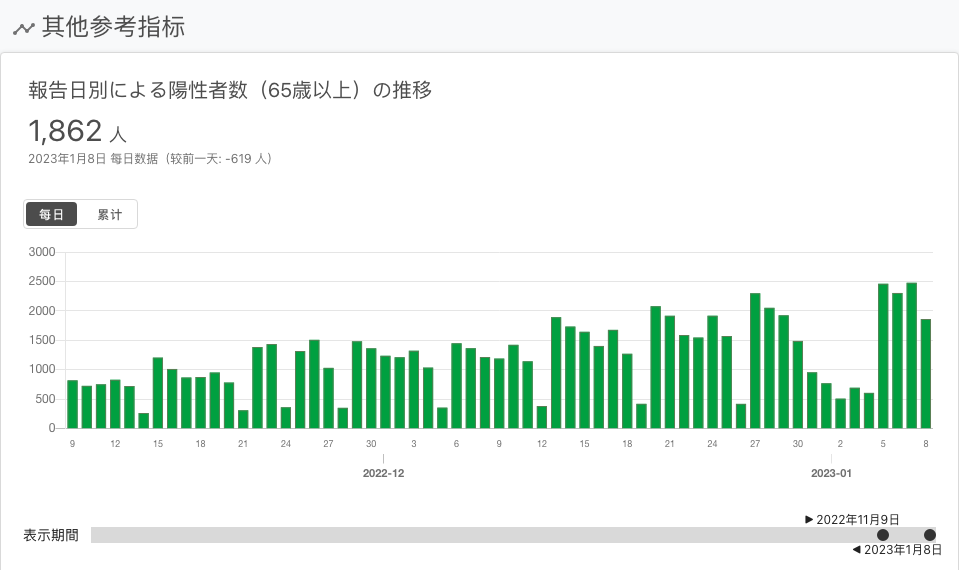 其他参考指标
報告日別による陽性者数（65歳以上）の推移
1,862 人
2023年1月8日 每日数据（较前一天: -619 人）
每日 累计
3000
2500
2000
1500
1000
500
0
9 12 15 18 21 24 27 30 3 6 9 12 15 18 21 24 27 30 2 5 8
2022-12 2023-01
▶ 2022年11月9日
表示期間
◀ 2023年1月8日